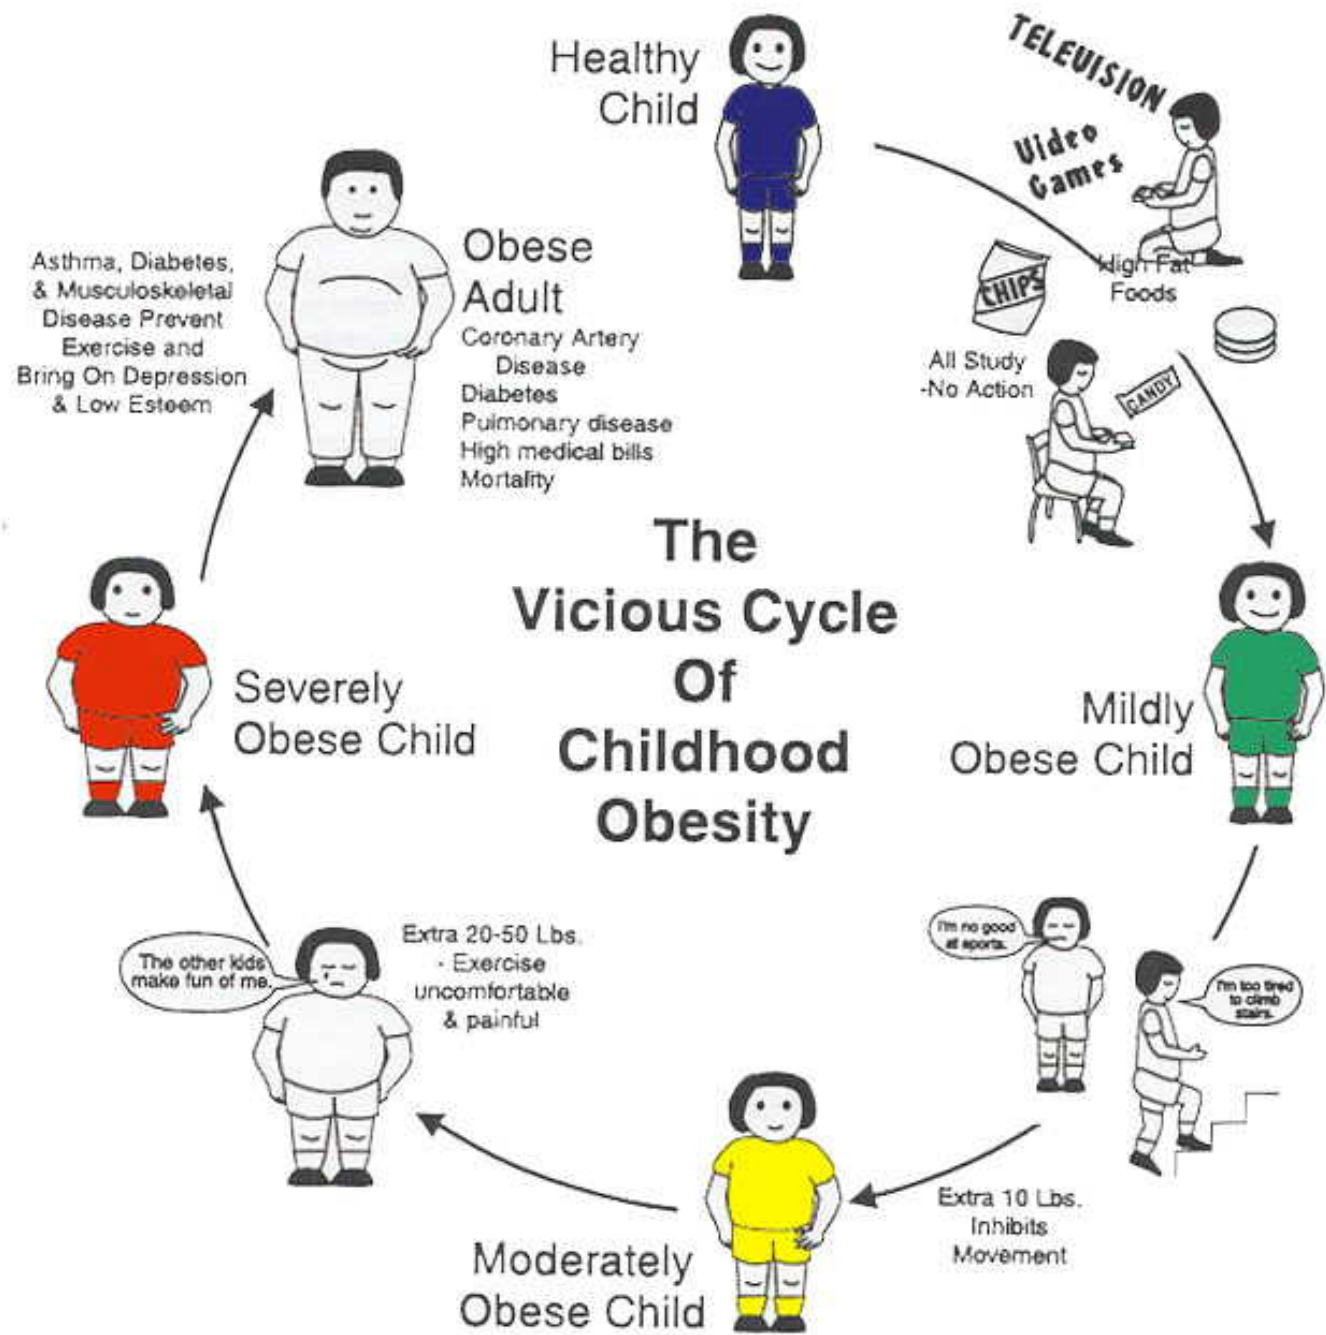 Healthy
Child
TELEVISION
Video
Games
High Fat
Foods
CHIPS
All Study
-No Action
CANDY
Mildly
Obese Child
I'm no good
at sports.
I'm too tired
to climb
stairs.
Extra 10 Lbs.
Inhibits
Movement
Moderately
Obese Child
Extra 20-50 Lbs.
- Exercise
uncomfortable
& painful
The other kids
make fun of me.
Severely
Obese Child
Asthma, Diabetes,
& Musculoskeletal
Disease Prevent
Exercise and
Bring On Depression
& Low Esteem
Obese
Adult
Coronary Artery
Disease
Diabetes
Pulmonary disease
High medical bills
Mortality
The
Vicious Cycle
Of
Childhood
Obesity